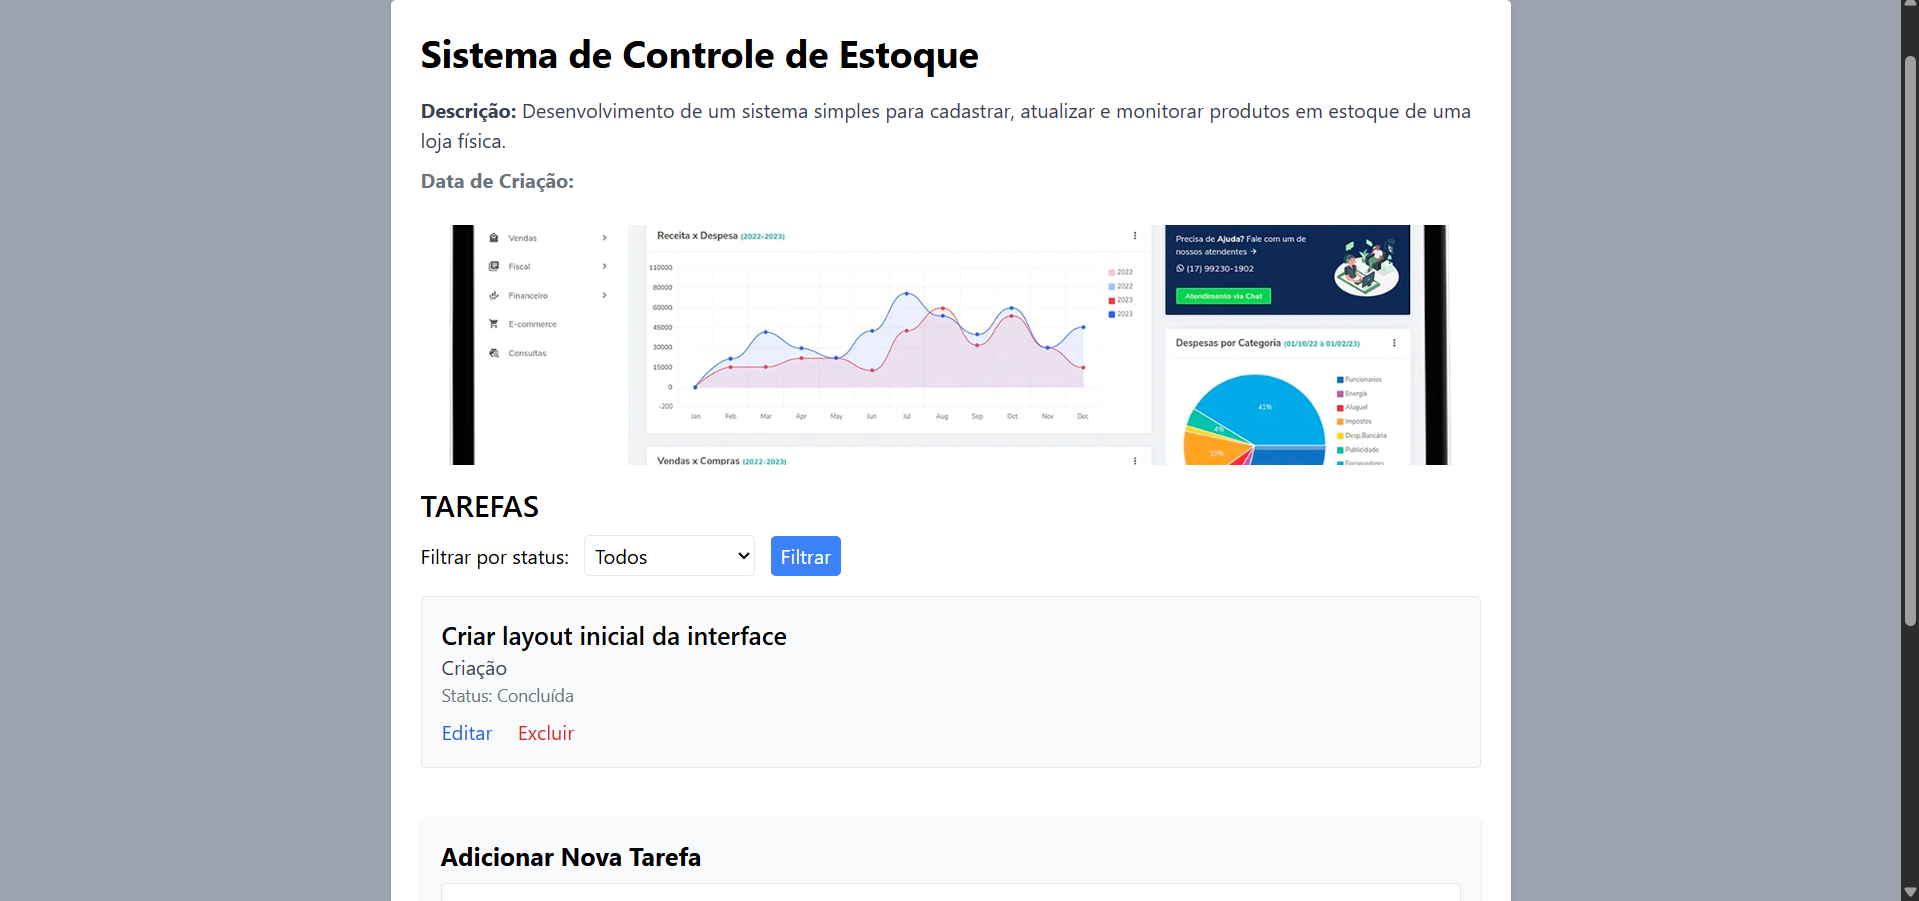 Sistema de Controle de Estoque
Descrição: Desenvolvimento de um sistema simples para cadastrar, atualizar e monitorar produtos em estoque de uma
loja física.
Data de Criação:
Vendas
Fiscal
Financeiro
E-commerce
Consultas
Receita x Despesa (2022-2023)
110000
80000
60000
45000
30000
15000
0
-200
Jan Feb Mar Apr May Jun Jul Aug Sep Oct Nov Dec
2022
2022
2023
2023
Vendas x Compras (2022-2023)
Precisa de Ajuda? Fale com um de
nossos atendentes →
(17) 99230-1902
Atendimento via Chat
Despesas por Categoria (01/10/22 à 01/02/23)
41%
4%
13%
Funcionarios
Energia
Aluguel
Impostos
Desp.Bancária
Publicidade
Fornecedores
TAREFAS
Filtrar por status: Todos Filtrar
Criar layout inicial da interface
Criação
Status: Concluída
Editar Excluir
Adicionar Nova Tarefa